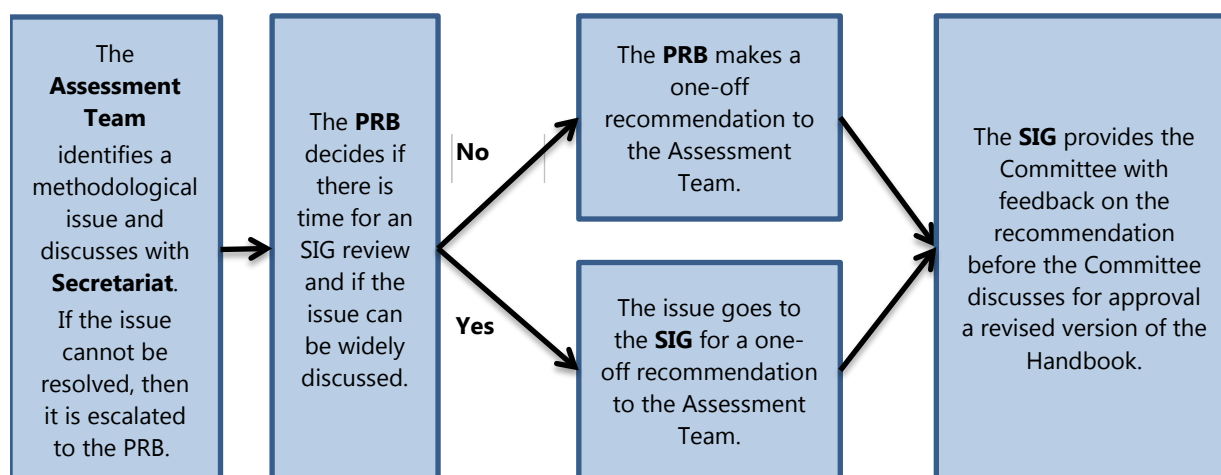 The
Assessment
Team
identifies a
methodological
issue and
discusses with
Secretariat.
If the issue
cannot be
resolved, then
it is escalated
to the PRB.
The PRB
decides if
there is
time for an
SIG review
and if the
issue can
be widely
discussed.
No
Yes
The PRB makes a
one-off
recommendation to
the Assessment
Team.
The issue goes to
the SIG for a one-
off recommendation
to the Assessment
Team.
The SIG provides the
Committee with
feedback on the
recommendation
before the Committee
discusses for approval
a revised version of the
Handbook.